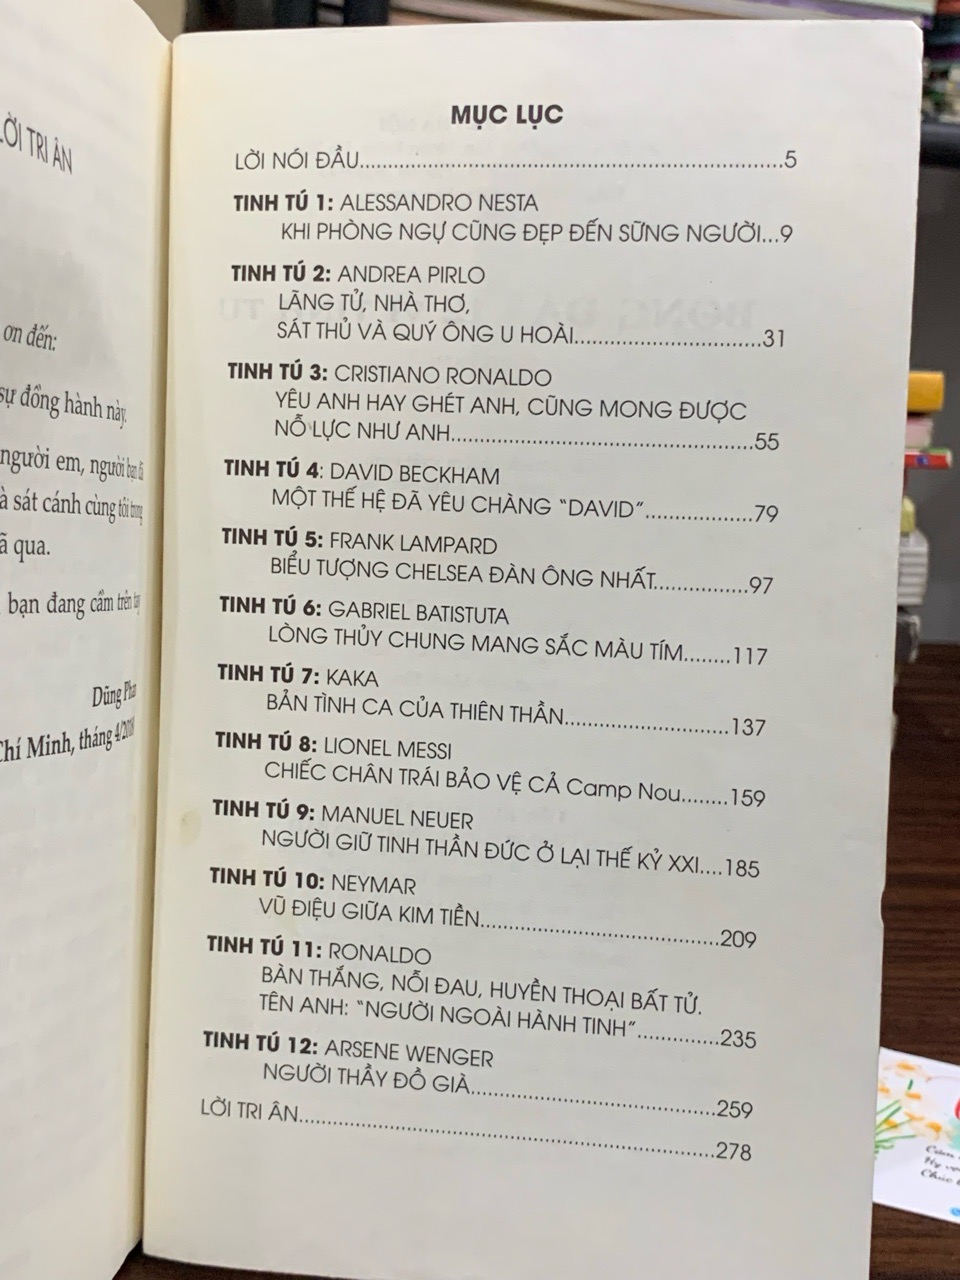 LỜI TRI ÂN
ơn đến:
sự đồng hành này.
người em, người bạn đã
à sát cánh cùng tôi trong
ã qua.
bạn đang cầm trên tay
Dũng Phan
Chí Minh, tháng 4/2018
MỤC LỤC
LỜI NÓI ĐẦU.....5
TINH TÚ 1: ALESSANDRO NESTA
KHI PHÒNG NGỰ CŨNG ĐẸP ĐẾN SỮNG NGƯỜI...9
TINH TÚ 2: ANDREA PIRLO
LÃNG TỬ, NHÀ THƠ,
SÁT THỦ VÀ QUÝ ÔNG U HOÀI.....31
TINH TÚ 3: CRISTIANO RONALDO
YÊU ANH HAY GHÉT ANH, CŨNG MONG ĐƯỢC
NỖ LỰC NHƯ ANH.....55
TINH TÚ 4: DAVID BECKHAM
MỘT THẾ HỆ ĐÃ YÊU CHÀNG “DAVID”.....79
TINH TÚ 5: FRANK LAMPARD
BIỂU TƯỢNG CHELSEA ĐÀN ÔNG NHẤT.....97
TINH TÚ 6: GABRIEL BATISTUTA
LÒNG THỦY CHUNG MANG SẮC MÀU TÍM.....117
TINH TÚ 7: KAKA
BẢN TÌNH CA CỦA THIÊN THẦN.....137
TINH TÚ 8: LIONEL MESSI
CHIẾC CHÂN TRÁI BẢO VỆ CẢ Camp Nou.....159
TINH TÚ 9: MANUEL NEUER
NGƯỜI GIỮ TINH THẦN ĐỨC Ở LẠI THẾ KỶ XXI....185
TINH TÚ 10: NEYMAR
VŨ ĐIỆU GIỮA KIM TIỀN.....209
TINH TÚ 11: RONALDO
BÀN THẮNG, NỖI ĐAU, HUYỀN THOẠI BẤT TỬ.
TÊN ANH: “NGƯỜI NGOÀI HÀNH TINH”.....235
TINH TÚ 12: ARSENE WENGER
NGƯỜI THẦY ĐỒ GIÀ.....259
LỜI TRI ÂN.....278